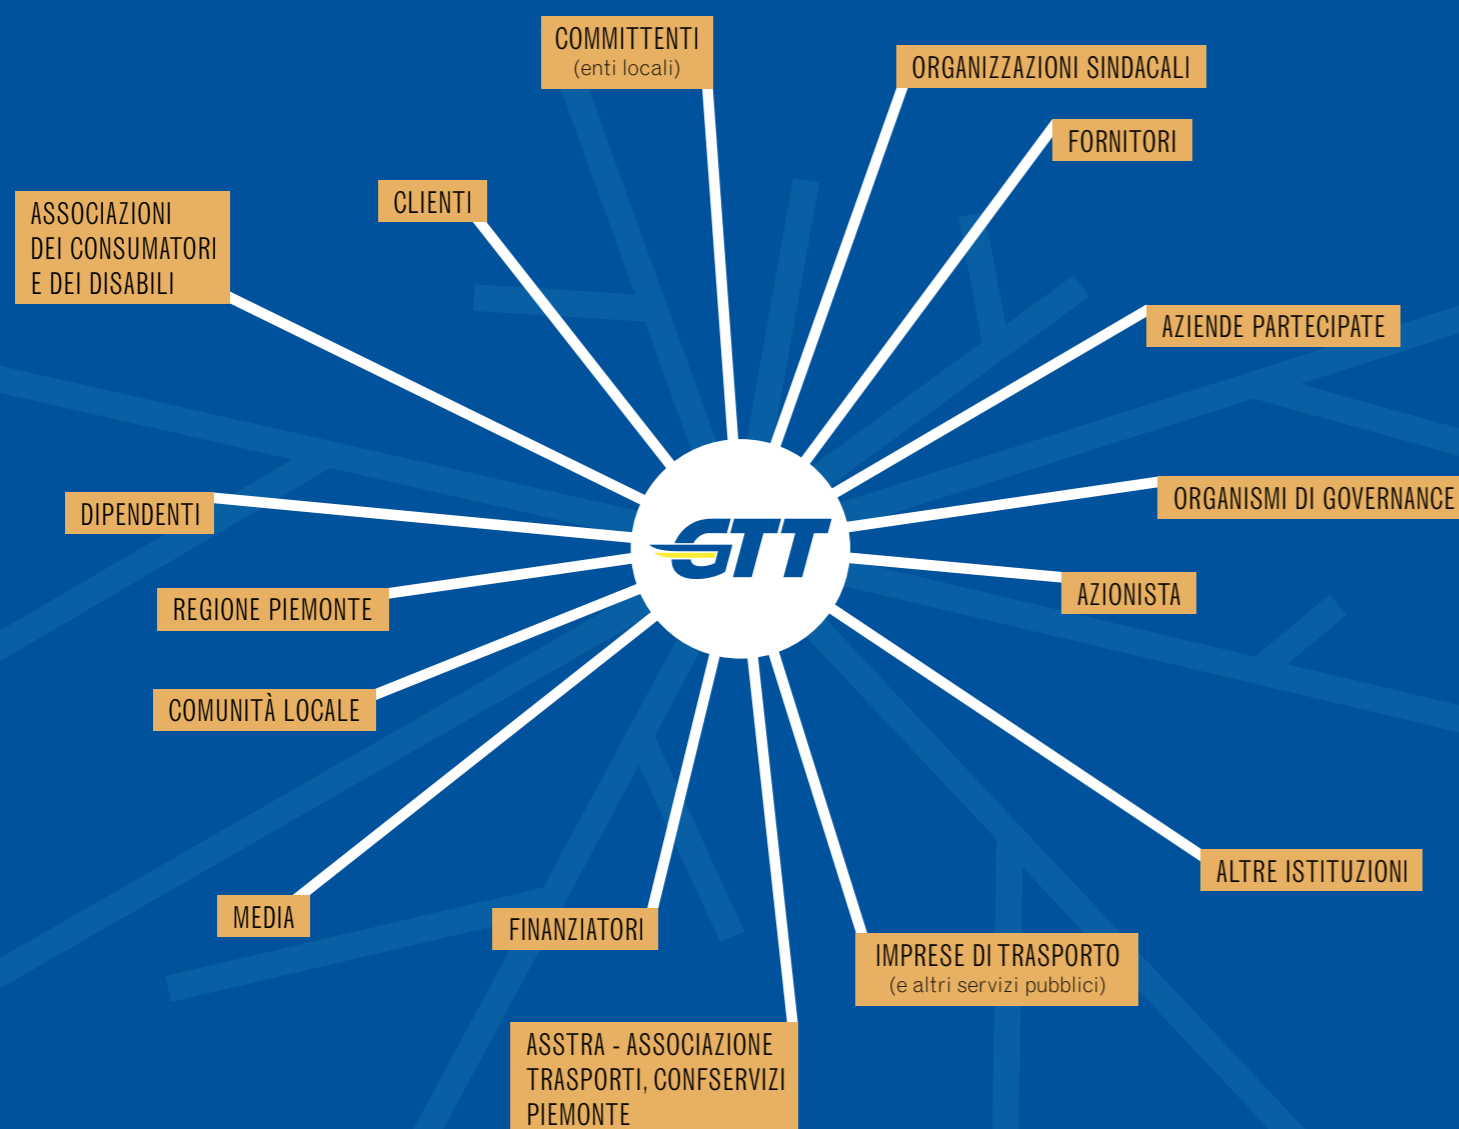 COMMITTENTI
(enti locali)
ORGANIZZAZIONI SINDACALI
FORNITORI
CLIENTI
ASSOCIAZIONI
DEI CONSUMATORI
E DEI DISABILI
AZIENDE PARTECIPATE
DIPENDENTI
ORGANISMI DI GOVERNANCE
GTT
AZIONISTA
REGIONE PIEMONTE
COMUNITÀ LOCALE
ALTRE ISTITUZIONI
MEDIA
FINANZIATORI
IMPRESE DI TRASPORTO
(e altri servizi pubblici)
ASSTRA - ASSOCIAZIONE
TRASPORTI, CONFSERVIZI
PIEMONTE